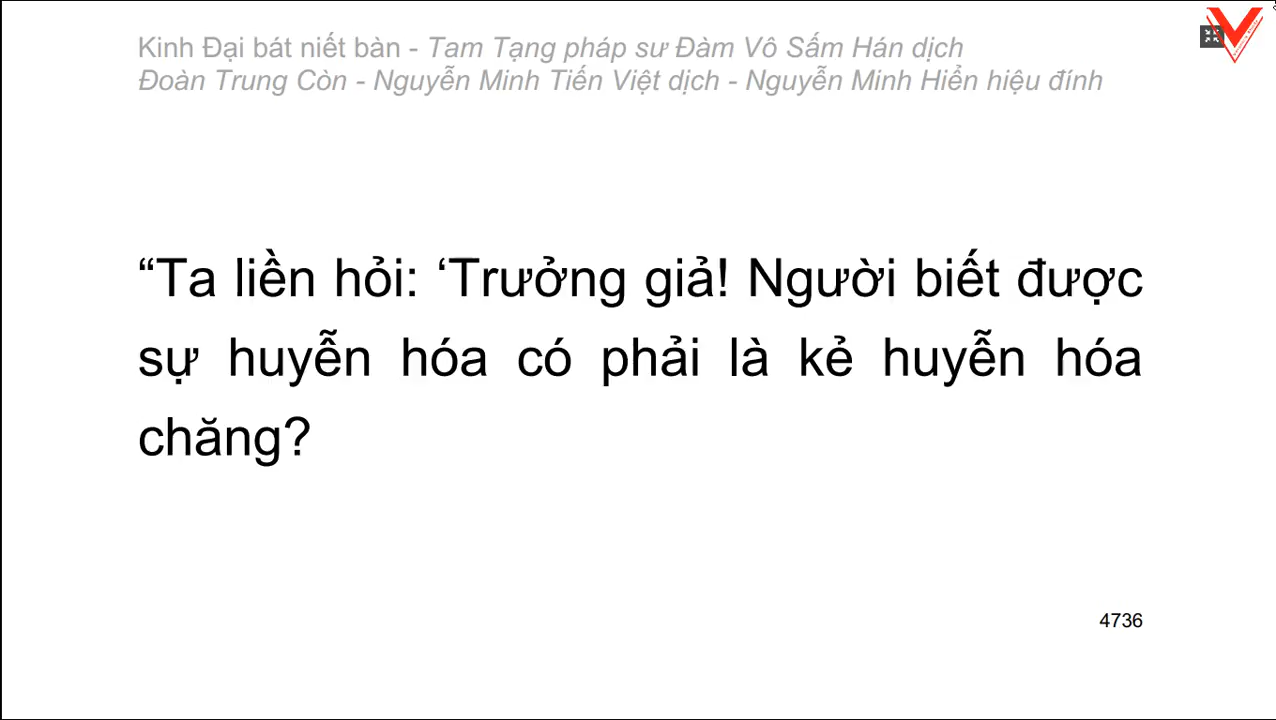 Kinh Đại bát niết bàn - Tam Tạng pháp sư Đàm Vô Sấm Hán dịch
Đoàn Trung Còn - Nguyễn Minh Tiến Việt dịch - Nguyễn Minh Hiển hiệu đính
“Ta liền hỏi: ‘Trưởng giả! Người biết được
sự huyễn hóa có phải là kẻ huyễn hóa
chăng?
4736